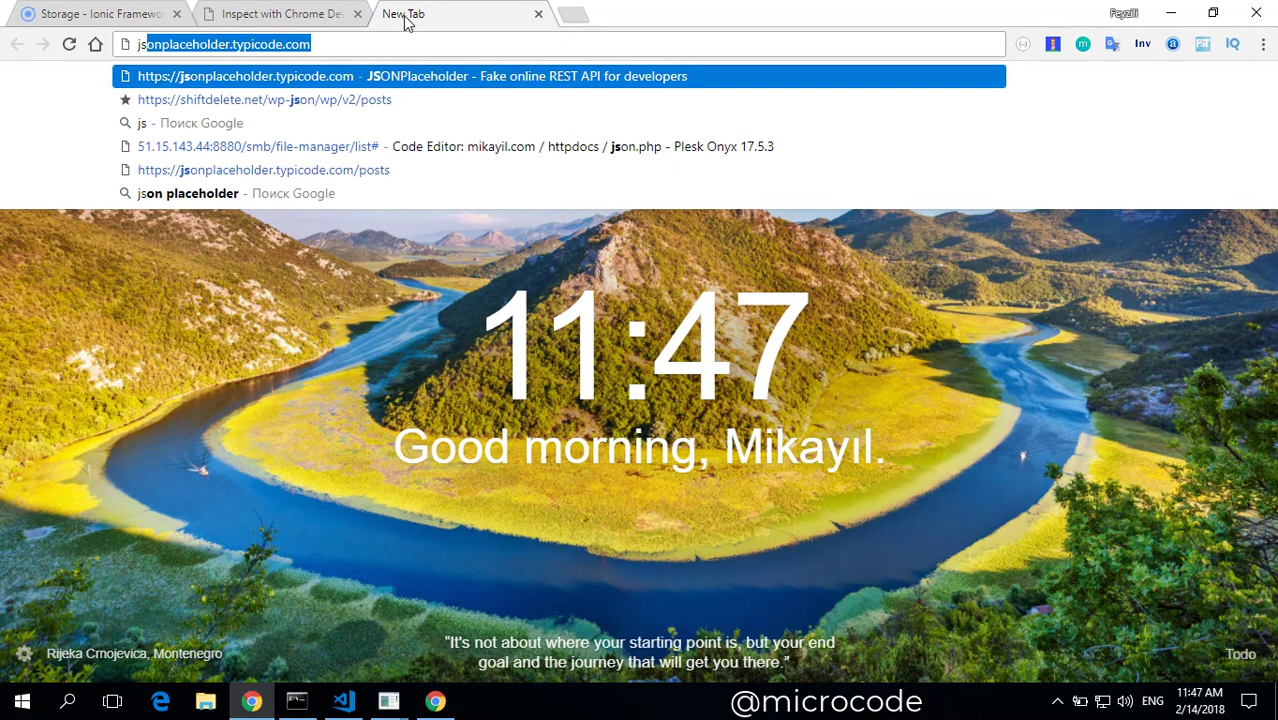 Storage - Ionic Framewo
Inspect with Chrome De
New Tab
Feyzili
jsonplaceholder.typicode.com
Inv
https://jsonplaceholder.typicode.com - JSONPlaceholder - Fake online REST API for developers
https://shiftdelete.net/wp-json/wp/v2/posts
js - Поиск Google
51.15.143.44:8880/smb/file-manager/list# - Code Editor: mikayil.com / httpdocs / json.php - Plesk Onyx 17.5.3
https://jsonplaceholder.typicode.com/posts
json placeholder - Поиск Google
11:47
Good morning, Mikayıl.
“It's not about where your starting point is, but your end
goal and the journey that will get you there.”
Rijeka Crnojevica, Montenegro
Todo
@microcode
ENG
11:47 AM
2/14/2018